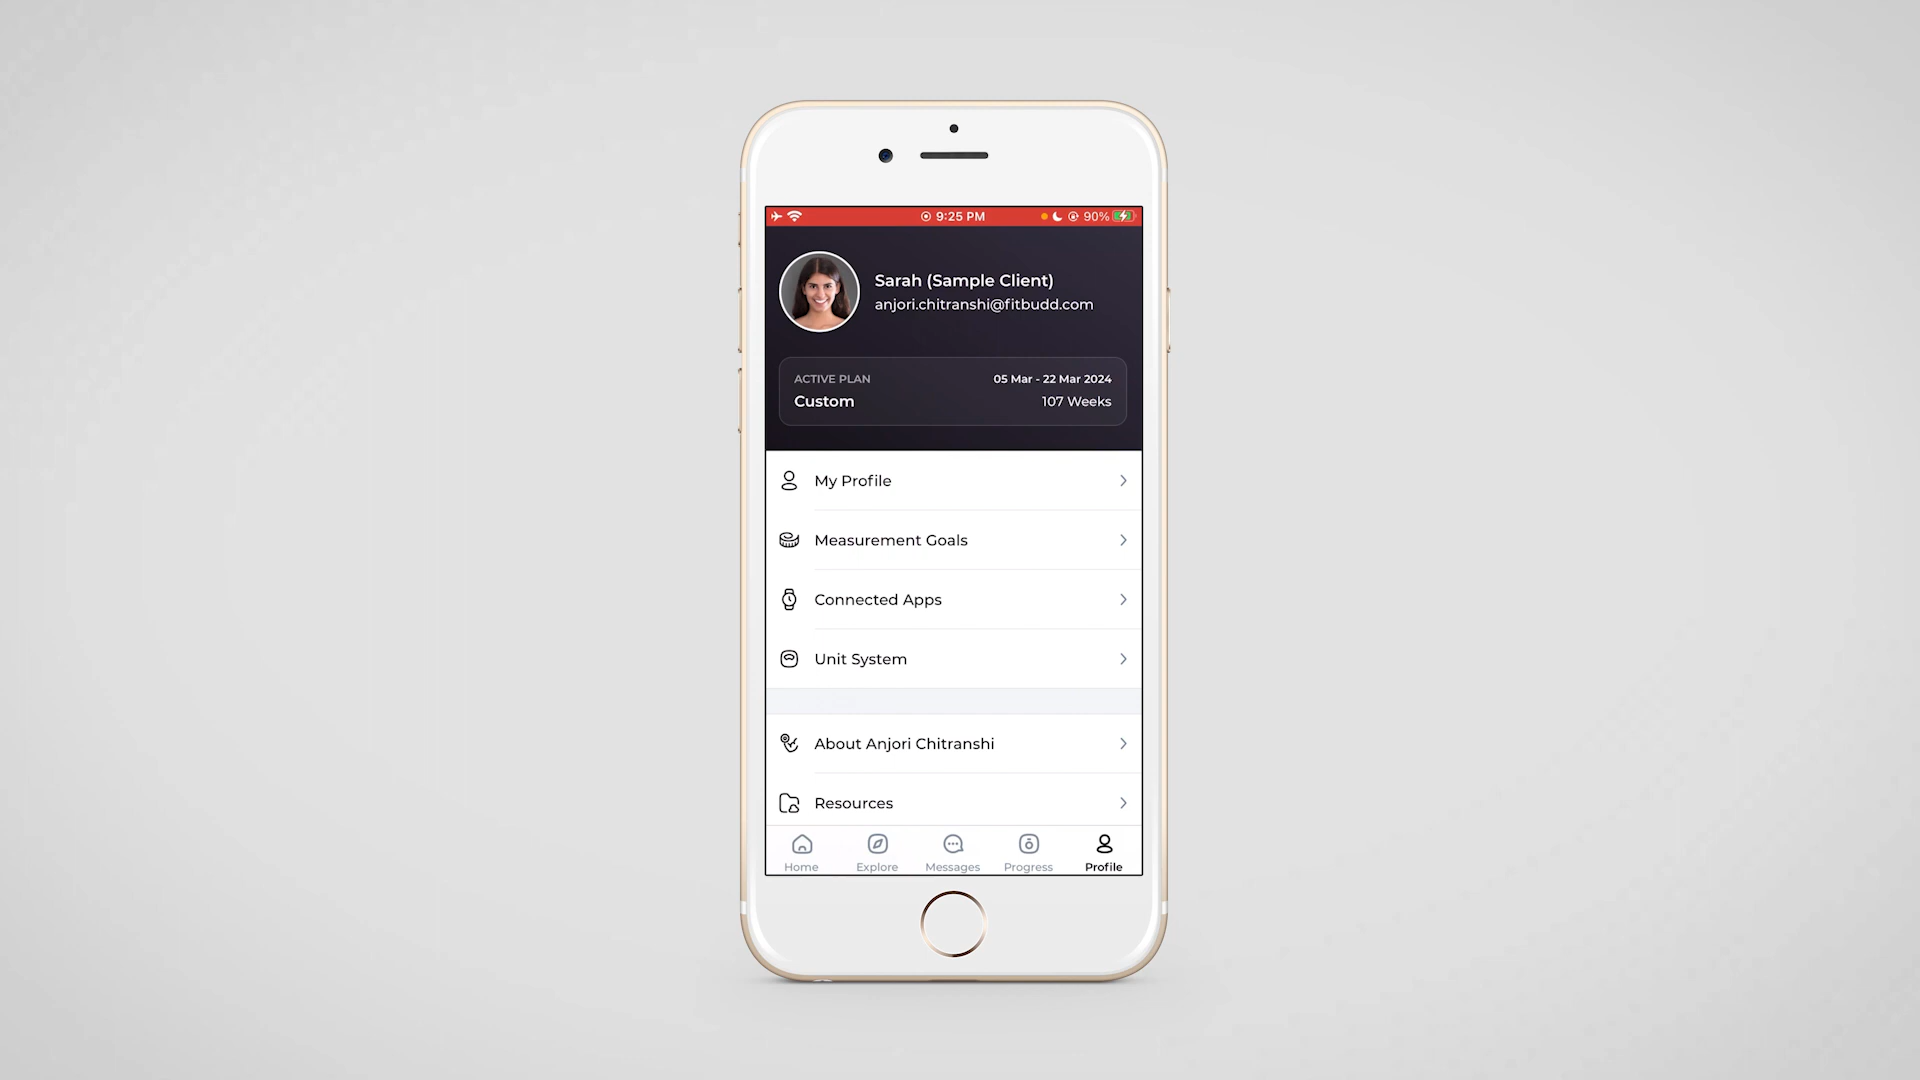 9:25 PM
90%
Sarah (Sample Client)
anjori.chitranshi@fitbudd.com
ACTIVE PLAN
05 Mar - 22 Mar 2024
Custom
107 Weeks
My Profile
Measurement Goals
Connected Apps
Unit System
About Anjori Chitranshi
Resources
Home
Explore
Messages
Progress
Profile